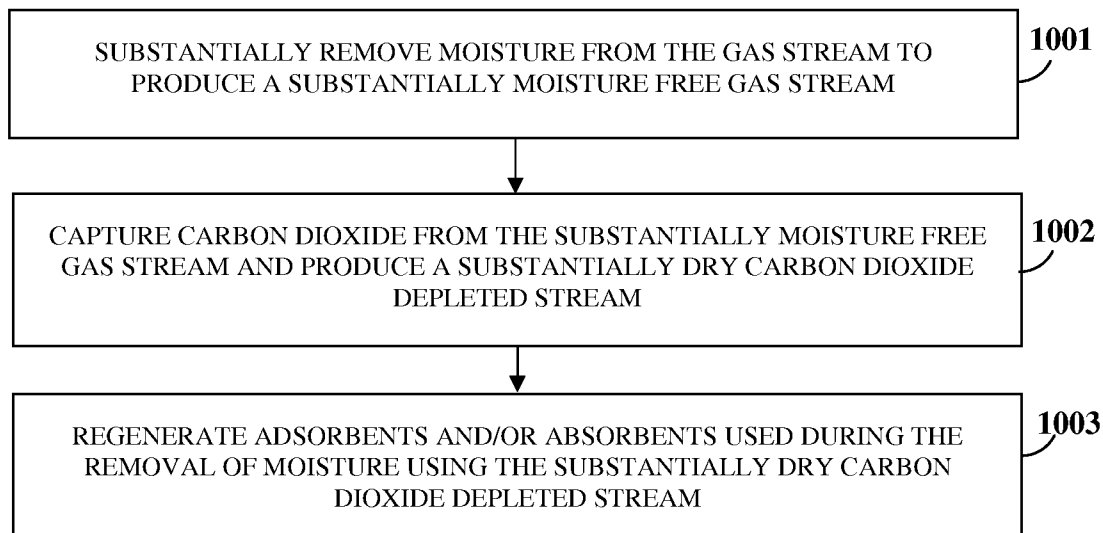 SUBSTANTIALLY REMOVE MOISTURE FROM THE GAS STREAM TO
PRODUCE A SUBSTANTIALLY MOISTURE FREE GAS STREAM
1001
CAPTURE CARBON DIOXIDE FROM THE SUBSTANTIALLY MOISTURE FREE
GAS STREAM AND PRODUCE A SUBSTANTIALLY DRY CARBON DIOXIDE
DEPLETED STREAM
1002
REGENERATE ADSORBENTS AND/OR ABSORBENTS USED DURING THE
REMOVAL OF MOISTURE USING THE SUBSTANTIALLY DRY CARBON
DIOXIDE DEPLETED STREAM
1003